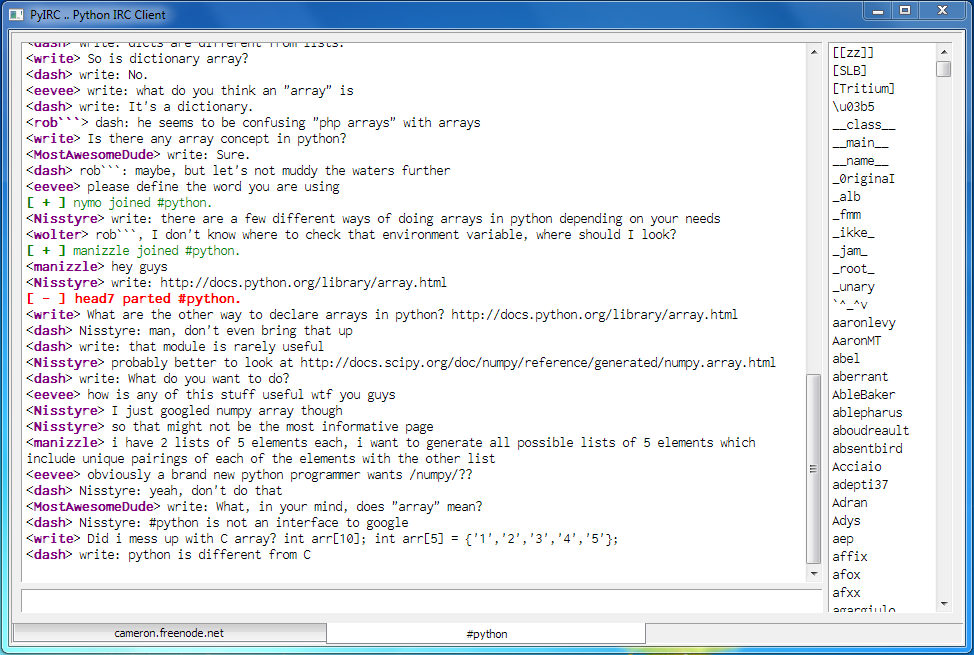 PyIRC .. Python IRC Client
<dash> write: dicts are different from lists.
<write> So is dictionary array?
<dash> write: No.
<eevee> write: what do you think an "array" is
<dash> write: It's a dictionary.
<rob```> dash: he seems to be confusing "php arrays" with arrays
<write> Is there any array concept in python?
<MostAwesomeDude> write: Sure.
<dash> rob```: maybe, but let's not muddy the waters further
<eevee> please define the word you are using
[ + ] nymo joined #python.
<Nisstyre> write: there are a few different ways of doing arrays in python depending on your needs
<wolter> rob```, I don't know where to check that environment variable, where should I look?
[ + ] manizzle joined #python.
<manizzle> hey guys
<Nisstyre> write: http://docs.python.org/library/array.html
[ - ] head7 parted #python.
<write> What are the other way to declare arrays in python? http://docs.python.org/library/array.html
<dash> Nisstyre: man, don't even bring that up
<dash> write: that module is rarely useful
<Nisstyre> probably better to look at http://docs.scipy.org/doc/numpy/reference/generated/numpy.array.html
<dash> write: What do you want to do?
<eevee> how is any of this stuff useful wtf you guys
<Nisstyre> I just googled numpy array though
<Nisstyre> so that might not be the most informative page
<manizzle> i have 2 lists of 5 elements each, i want to generate all possible lists of 5 elements which
include unique pairings of each of the elements with the other list
<eevee> obviously a brand new python programmer wants /numpy/??
<dash> Nisstyre: yeah, don't do that
<MostAwesomeDude> write: What, in your mind, does "array" mean?
<dash> Nisstyre: #python is not an interface to google
<write> Did i mess up with C array? int arr[10]; int arr[5] = {'1','2','3','4','5'};
<dash> write: python is different from C
[[zz]]
[SLB]
[Tritium]
\u03b5
__class__
__main__
__name__
_0riginaI
_alb
_fmm
_ikke_
_jam_
_root_
_unary
`^_^v
aaronlevy
AaronMT
abel
aberrant
AbleBaker
ablepharus
aboudreault
absentbird
Acciaio
adepti37
Adran
Adys
aep
affix
afox
afxx
agargiulo
cameron.freenode.net
#python